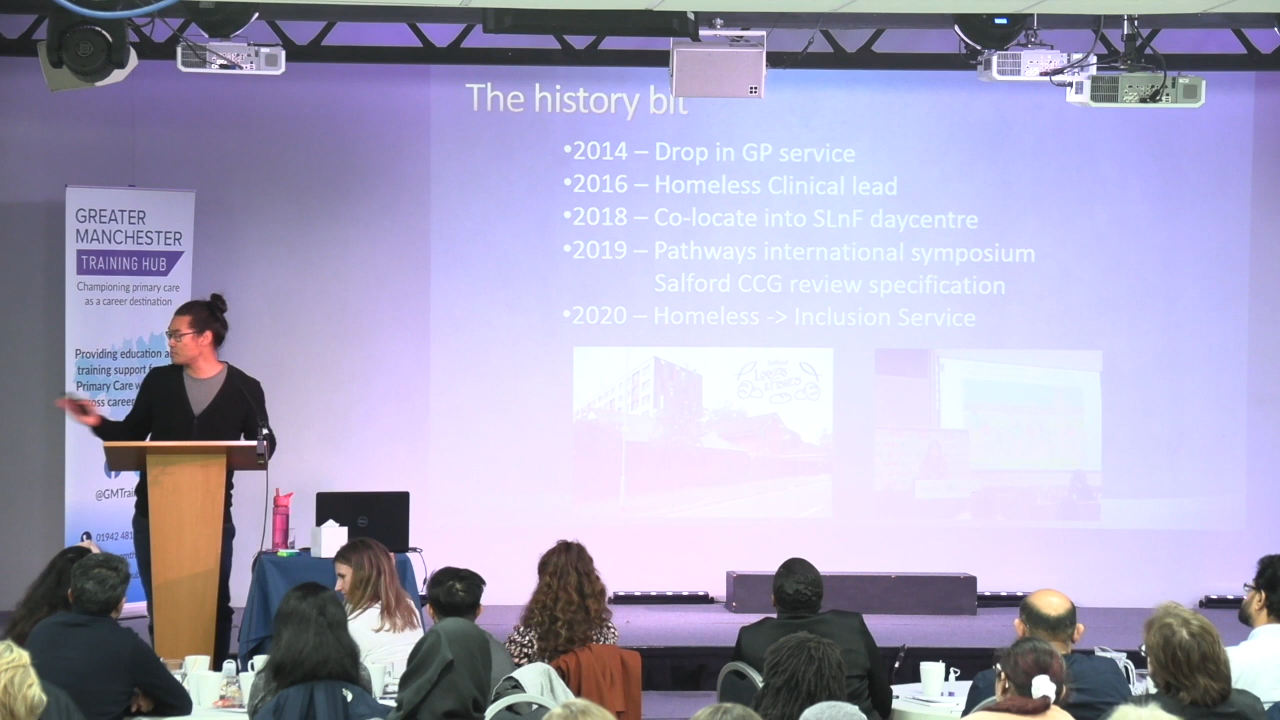 The history bit
•2014 – Drop in GP service
•2016 – Homeless Clinical lead
•2018 – Co-locate into SLnF daycentre
•2019 – Pathways international symposium
Salford CCG review specification
•2020 – Homeless -> Inclusion Service
GREATER
MANCHESTER
TRAINING HUB
Championing primary care
as a career destination
Providing education
training support
Primary Care
career
01942 481